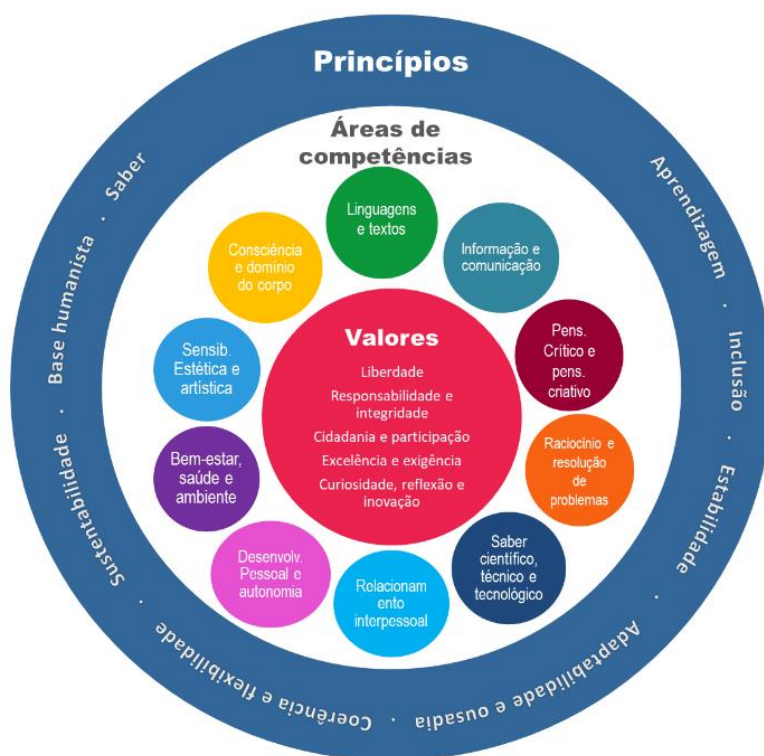 Princípios
Áreas de
competências
Linguagens
e textos
Informação e
comunicação
Pens.
Crítico e
pens.
criativo
Raciocínio e
resolução
de
problemas
Saber
científico,
técnico e
tecnológico
Relacionam
ento
interpessoal
Desenvolv.
Pessoal e
autonomia
Bem-estar,
saúde e
ambiente
Sensib.
Estética e
artística
Consciência
e domínio
do corpo
Valores
Liberdade
Responsabilidade e
integridade
Cidadania e participação
Excelência e exigência
Curiosidade, reflexão e
inovação
Aprendizagem · Inclusão · Estabilidade · Adaptabilidade e ousadia · Coerência e flexibilidade · Sustentabilidade · Base humanista · Saber